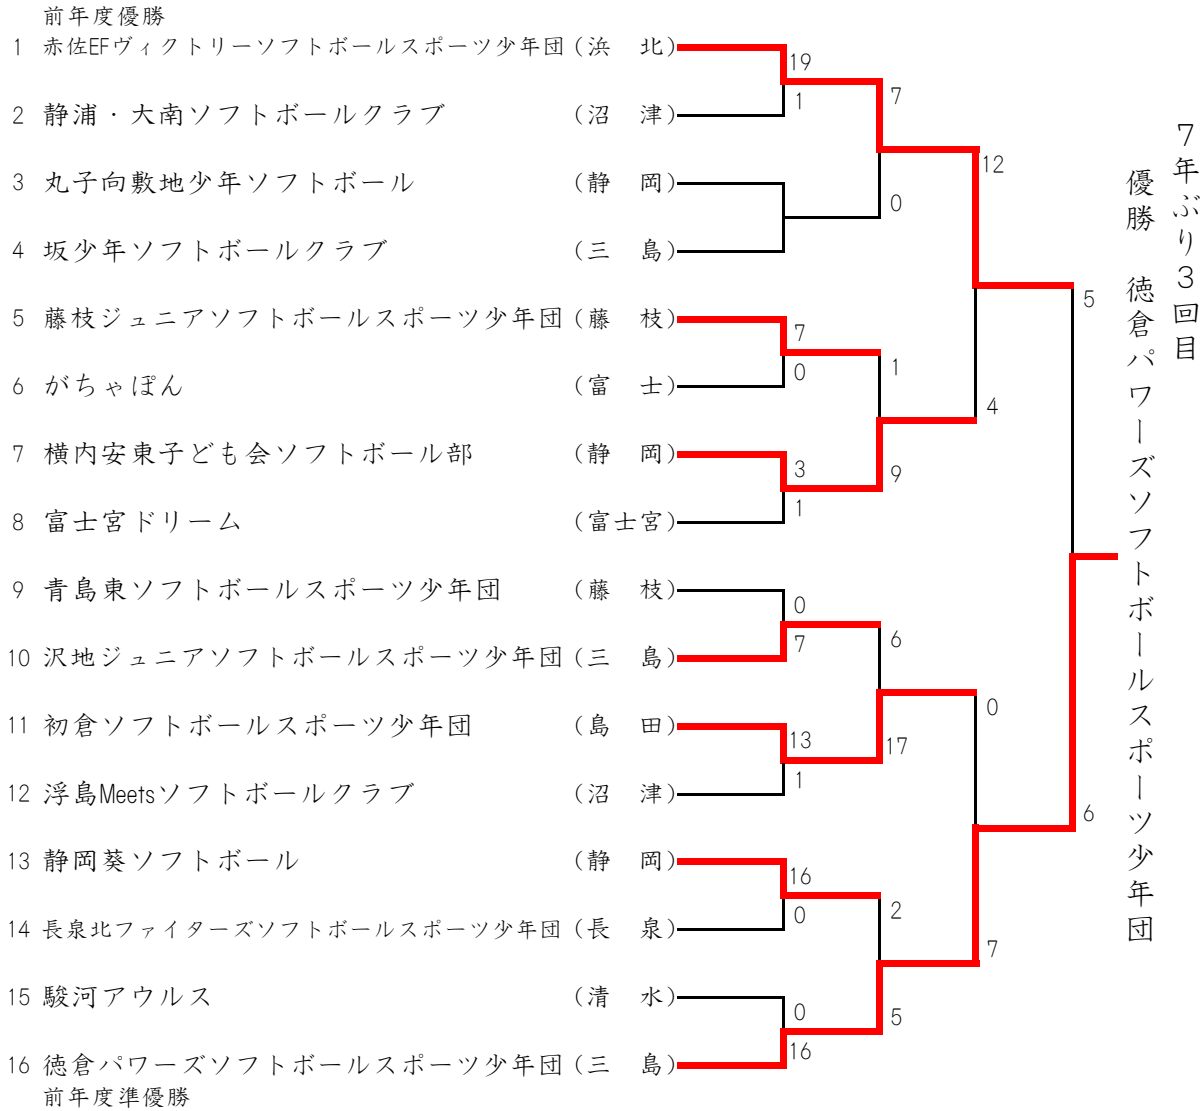 前年度優勝
1 赤佐EFヴィクトリーソフトボールスポーツ少年団(浜 北)
2 静浦・大南ソフトボールクラブ (沼 津)
3 丸子向敷地少年ソフトボール (静 岡)
4 坂少年ソフトボールクラブ (三 島)
5 藤枝ジュニアソフトボールスポーツ少年団(藤 枝)
6 がちゃぽん (富 士)
7 横内安東子ども会ソフトボール部 (静 岡)
8 富士宮ドリーム (富士宮)
9 青島東ソフトボールスポーツ少年団 (藤 枝)
10 沢地ジュニアソフトボールスポーツ少年団(三 島)
11 初倉ソフトボールスポーツ少年団 (島 田)
12 浮島Meetsソフトボールクラブ (沼 津)
13 静岡葵ソフトボール (静 岡)
14 長泉北ファイターズソフトボールスポーツ少年団(長 泉)
15 駿河アウルス (清 水)
16 徳倉パワーズソフトボールスポーツ少年団(三 島)
前年度準優勝
19
1
7
0
3
1
0
7
13
1
16
0
0
16
7
0
1
9
6
17
2
5
12
4
0
7
5
6
7年ぶり3回目
優勝 徳倉パワーズソフトボールスポーツ少年団